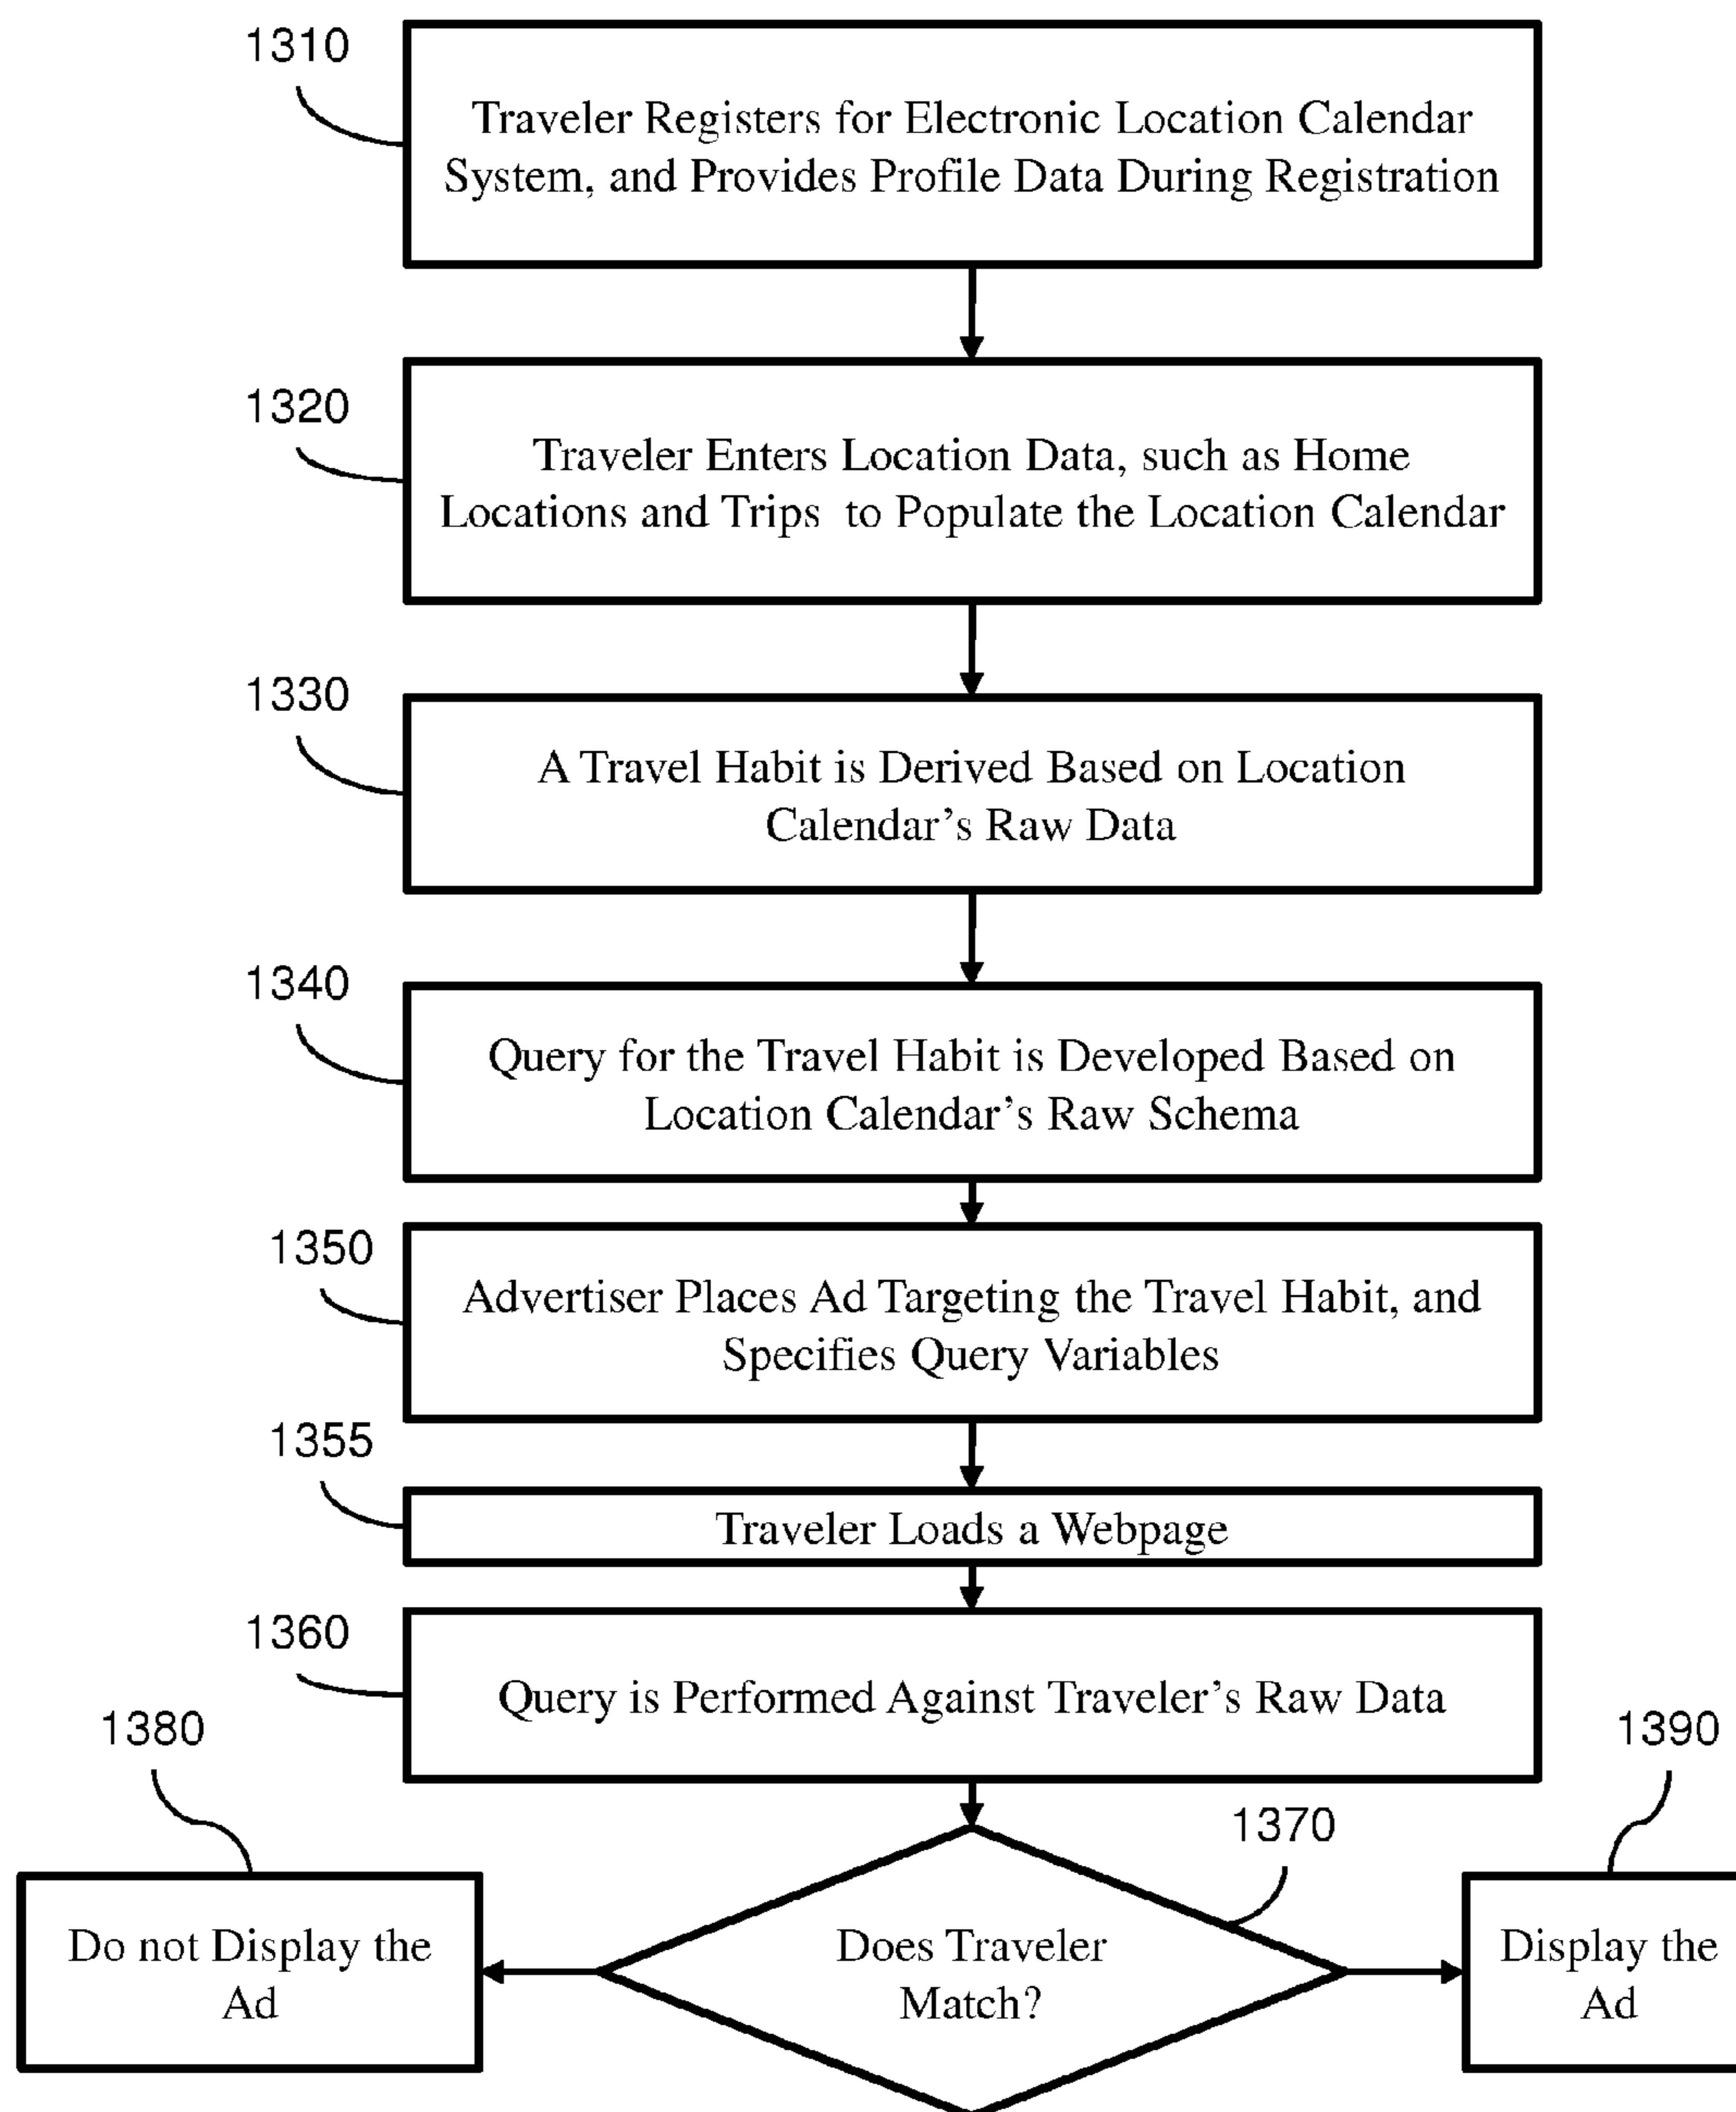 1310
Traveler Registers for Electronic Location Calendar
System, and Provides Profile Data During Registration
1320
Traveler Enters Location Data, such as Home
Locations and Trips to Populate the Location Calendar
1330
A Travel Habit is Derived Based on Location
Calendar's Raw Data
1340
Query for the Travel Habit is Developed Based on
Location Calendar's Raw Schema
1350
Advertiser Places Ad Targeting the Travel Habit, and
Specifies Query Variables
1355
Traveler Loads a Webpage
1360
Query is Performed Against Traveler's Raw Data
1380
Do not Display the
Ad
1370
Does Traveler
Match?
1390
Display the
Ad